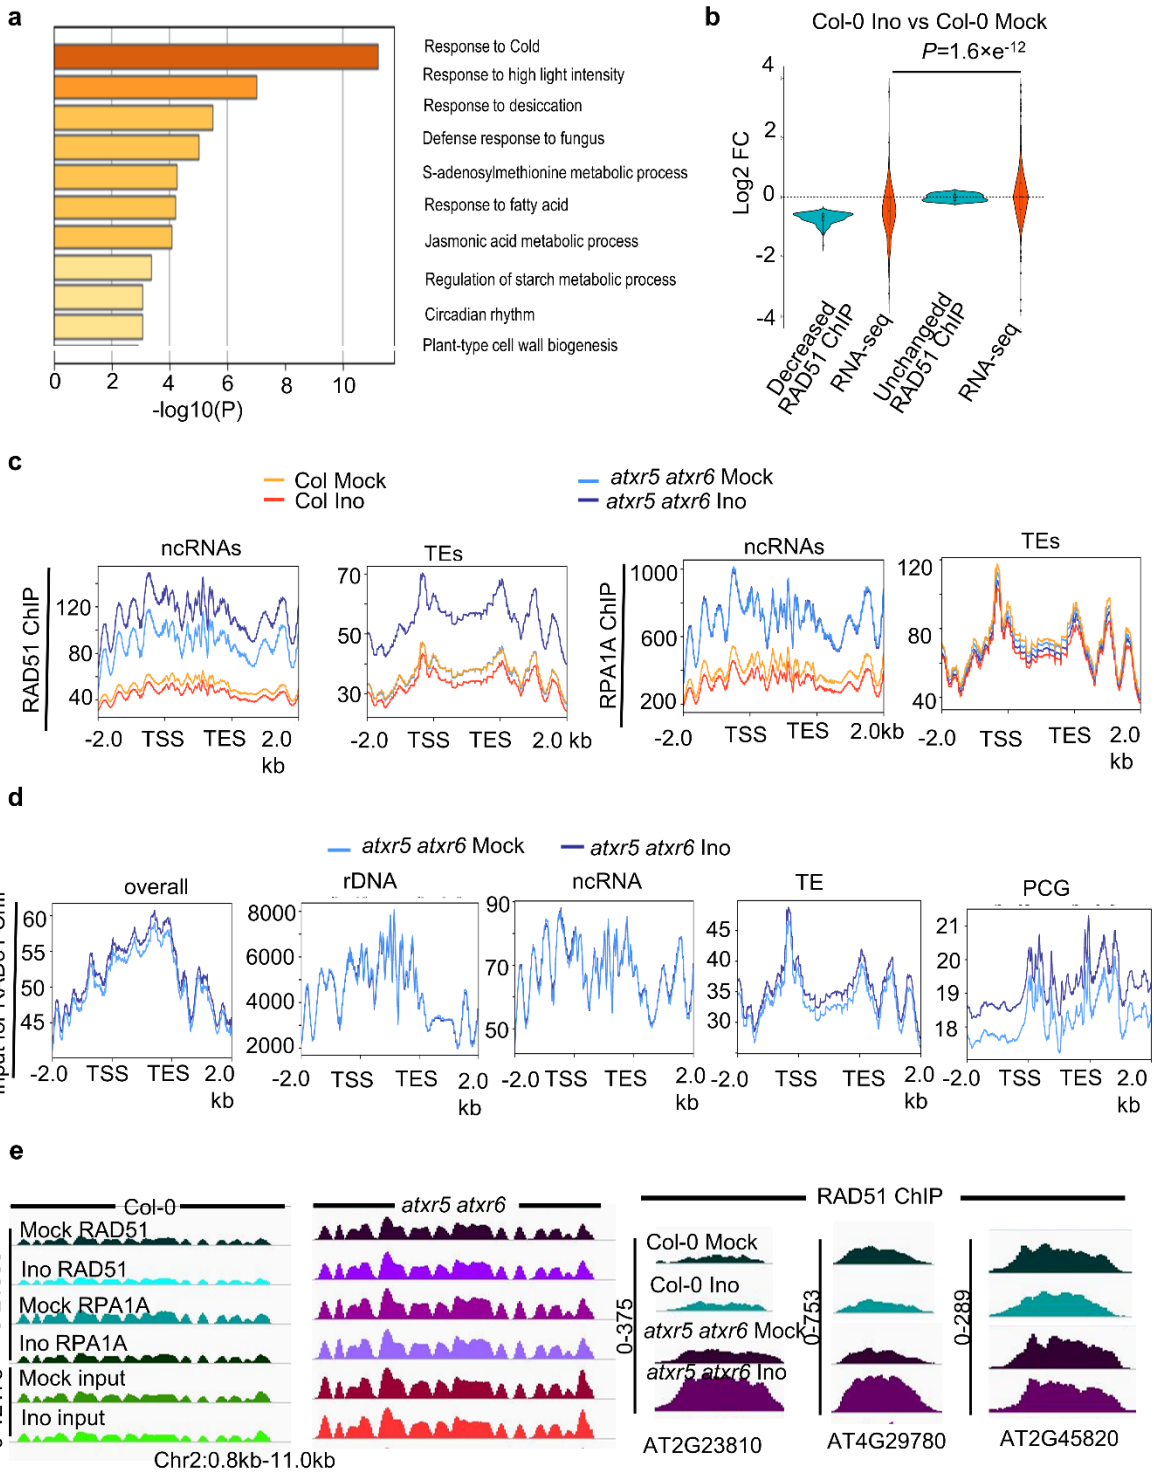 a
Response to Cold
Response to high light intensity
Response to desiccation
Defense response to fungus
S-adenosylmethionine metabolic process
Response to fatty acid
Jasmonic acid metabolic process
Regulation of starch metabolic process
Circadian rhythm
Plant-type cell wall biogenesis
0 2 4 6 8 10
-log10(P)
b
Col-0 Ino vs Col-0 Mock
P=1.6×e-12
Log2 FC
4
2
0
-2
-4
Decreased
RAD51 ChIP
RNA-seq
Unchangedd
RAD51 ChIP
RNA-seq
c
Col Mock
Col Ino
atxr5 atxr6 Mock
atxr5 atxr6 Ino
RAD51 ChIP
ncRNAs
120
80
40
-2.0 TSS TES 2.0
kb
TEs
70
50
30
-2.0 TSS TES 2.0 kb
RPA1A ChIP
ncRNAs
1000
600
200
-2.0 TSS TES 2.0kb
TEs
120
80
40
-2.0 TSS TES 2.0
kb
d
atxr5 atxr6 Mock
atxr5 atxr6 Ino
overall
60
55
50
45
-2.0 TSS TES 2.0
kb
rDNA
8000
6000
4000
2000
-2.0 TSS TES 2.0
kb
ncRNA
90
70
50
-2.0 TSS TES 2.0
kb
TE
45
40
35
30
-2.0 TSS TES 2.0
kb
PCG
21
20
19
18
-2.0 TSS TES 2.0
kb
e
Col-0
atxr5 atxr6
Mock RAD51
Ino RAD51
Mock RPA1A
Ino RPA1A
Mock input
Ino input
Chr2:0.8kb-11.0kb
RAD51 ChIP
Col-0 Mock
Col-0 Ino
atxr5 atxr6 Mock
atxr5 atxr6 Ino
0-375
0-753
0-289
AT2G23810
AT4G29780
AT2G45820